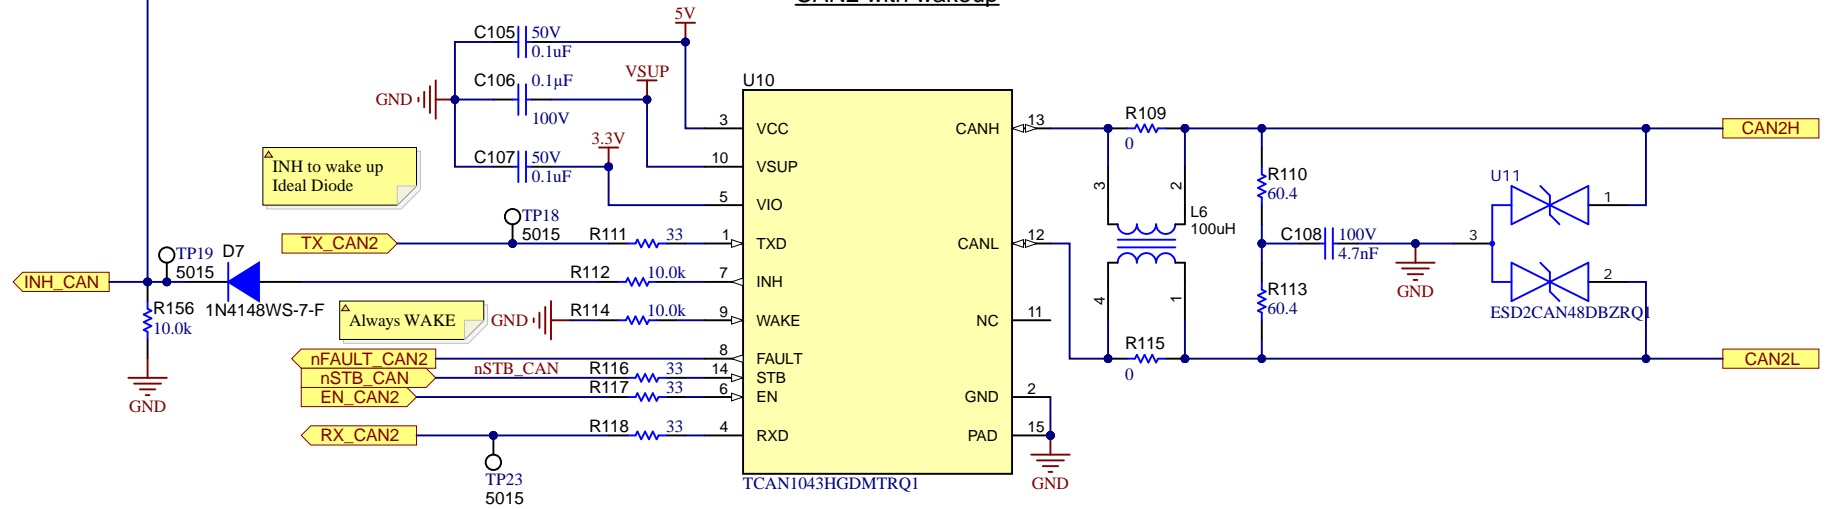 CAN2 with wakeup
5V
C105
50V
0.1uF
C106
0.1µF
100V
VSUP
GND
C107
50V
0.1uF
3.3V
INH to wake up
Ideal Diode
TP18
5015
TX_CAN2
R111
33
TP19
5015
D7
1N4148WS-7-F
INH_CAN
R112
10.0k
R156
10.0k
GND
Always WAKE
GND
R114
10.0k
nFAULT_CAN2
nSTB_CAN
nSTB_CAN
R116
33
EN_CAN2
R117
33
RX_CAN2
R118
33
TP23
5015
U10
3
VCC
10
VSUP
5
VIO
1
TXD
7
INH
9
WAKE
8
FAULT
14
STB
6
EN
4
RXD
CANH
13
CANL
12
NC
11
GND
2
PAD
15
TCAN1043HGDMTRQ1
GND
R109
0
3
2
L6
100uH
4
1
R115
0
R110
60.4
C108
100V
4.7nF
R113
60.4
GND
3
U11
1
2
ESD2CAN48DBZRQ1
CAN2H
CAN2L